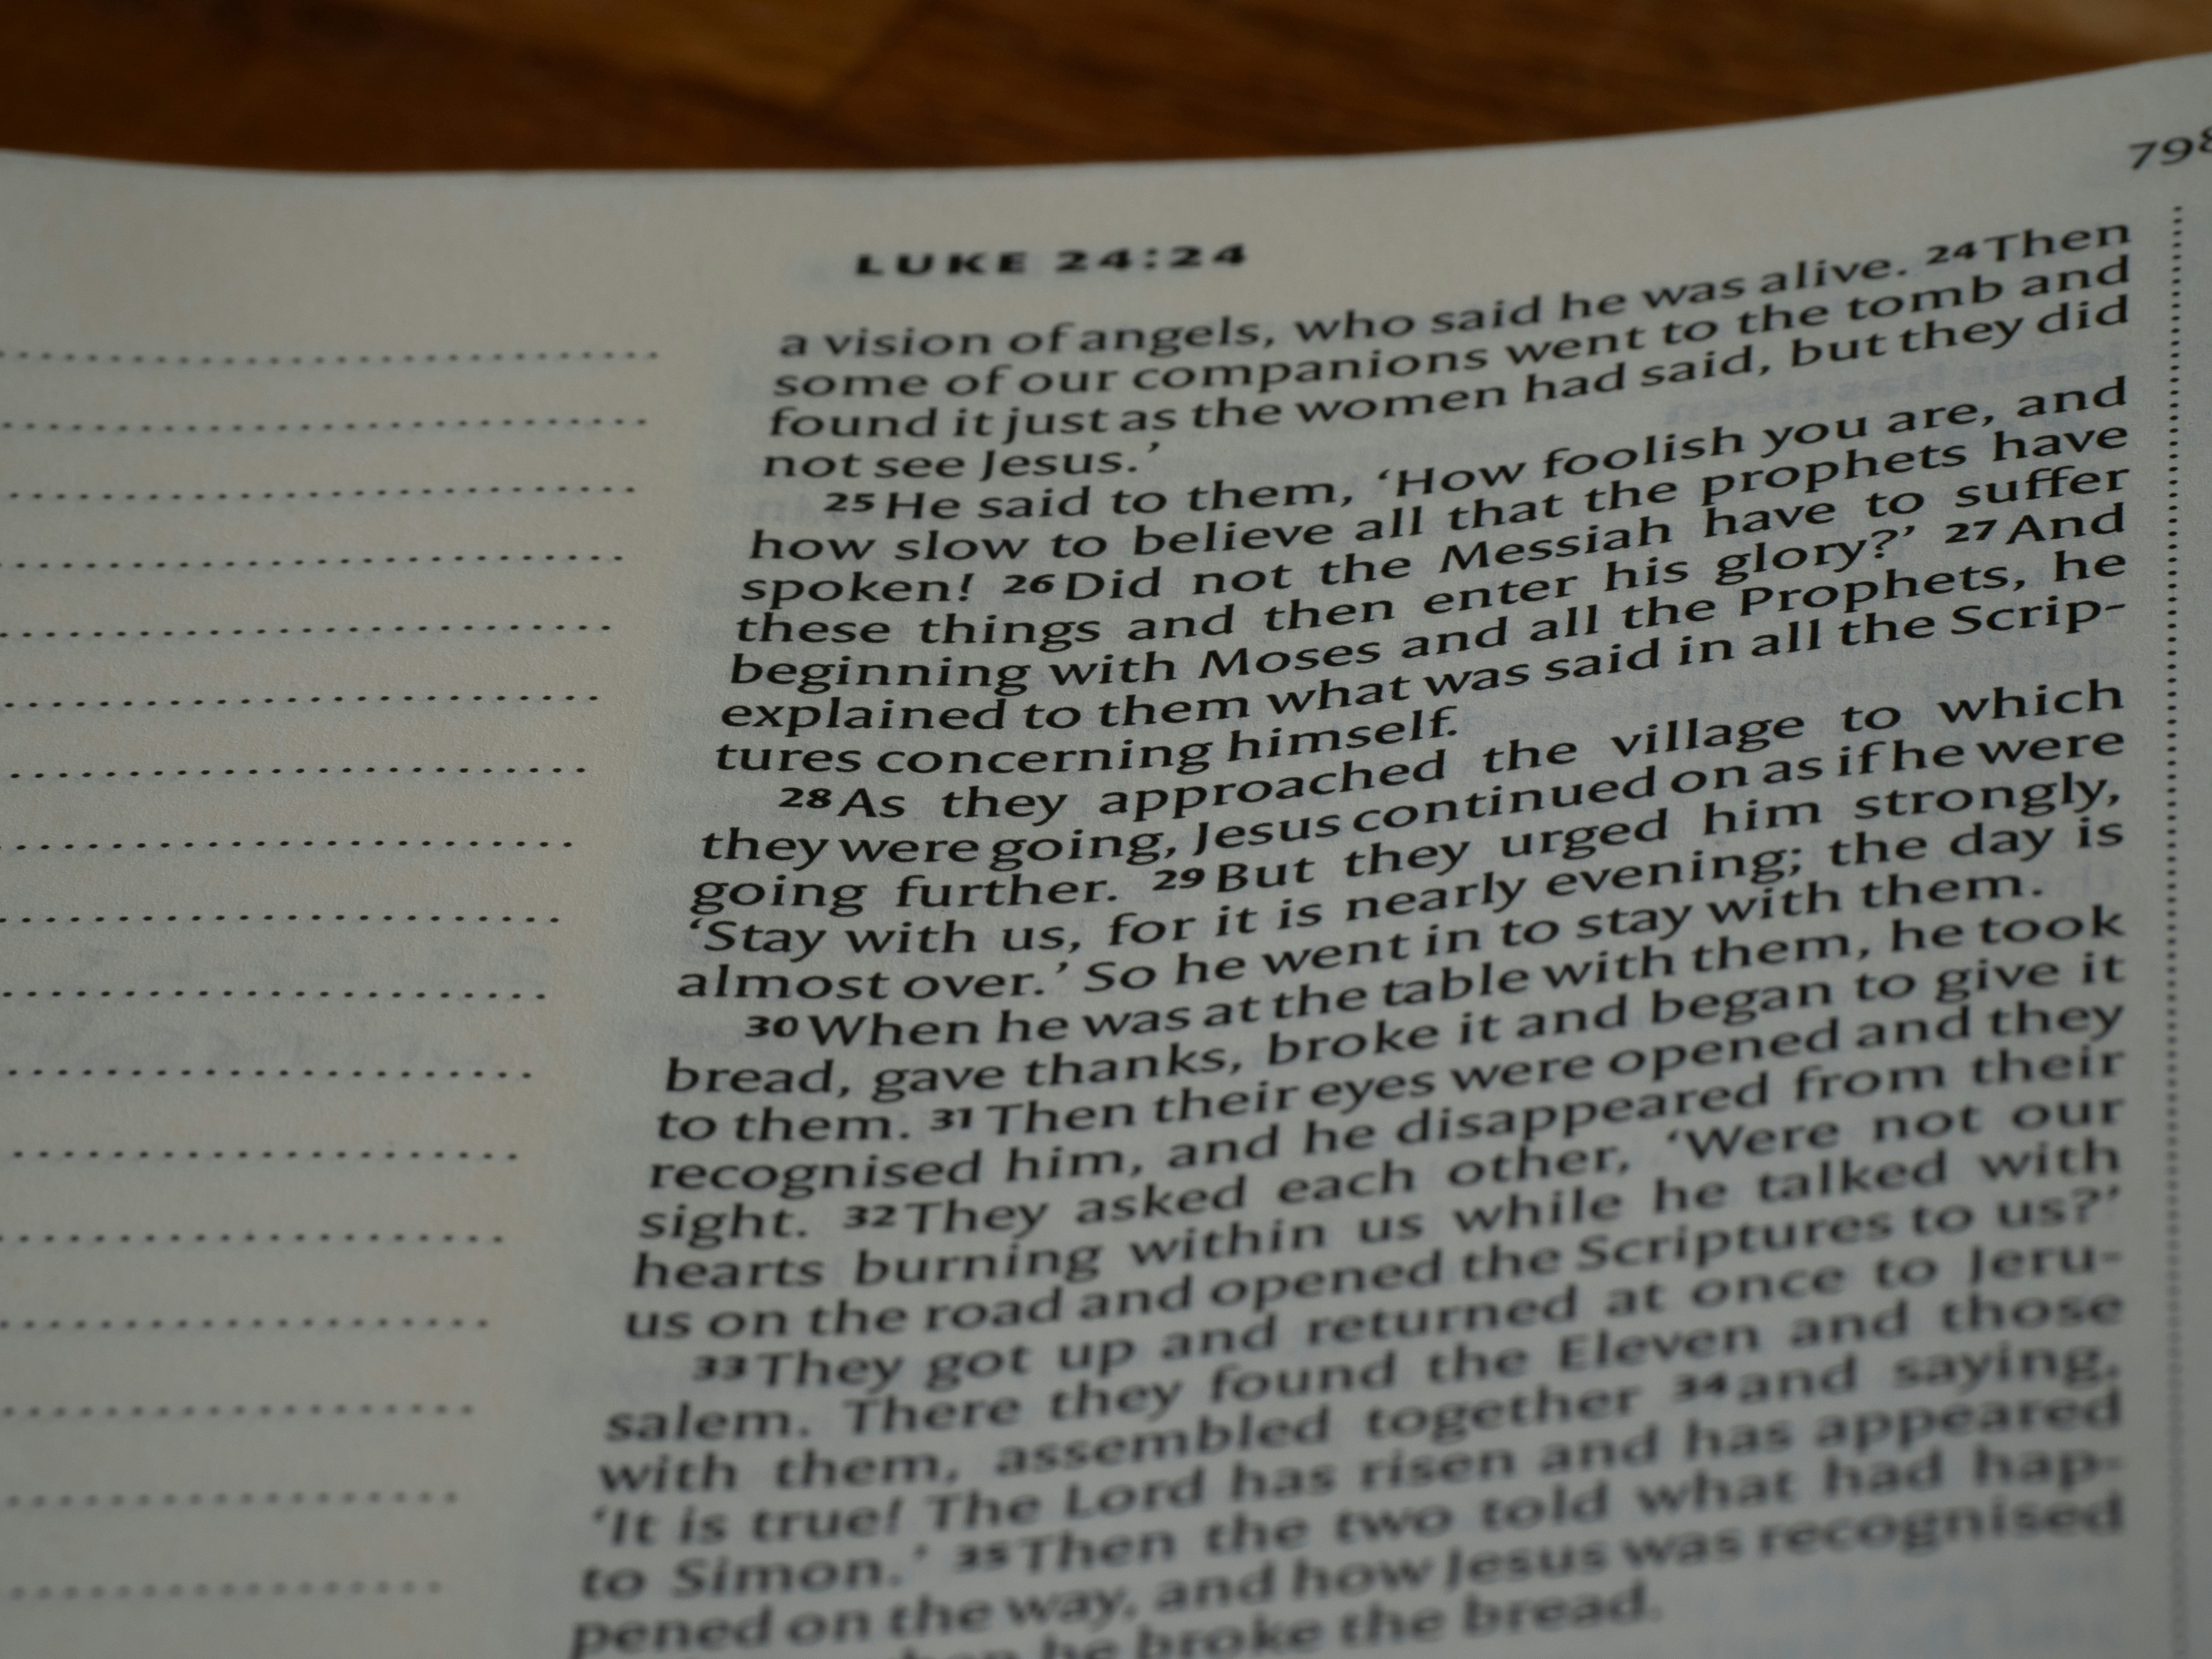 798
LUKE 24:24
a vision of angels, who said he was alive. 24 Then
some of our companions went to the tomb and
found it just as the women had said, but they did
not see Jesus.’
25 He said to them, ‘How foolish you are, and
how slow to believe all that the prophets have
spoken! 26 Did not the Messiah have to suffer
these things and then enter his glory?’ 27 And
beginning with Moses and all the Prophets, he
explained to them what was said in all the Scrip-
tures concerning himself.
28 As they approached the village to which
they were going, Jesus continued on as if he were
going further. 29 But they urged him strongly,
‘Stay with us, for it is nearly evening; the day is
almost over.’ So he went in to stay with them.
30 When he was at the table with them, he took
bread, gave thanks, broke it and began to give it
to them. 31 Then their eyes were opened and they
recognised him, and he disappeared from their
sight. 32 They asked each other, ‘Were not our
hearts burning within us while he talked with
us on the road and opened the Scriptures to us?’
33 They got up and returned at once to Jeru-
salem. There they found the Eleven and those
with them, assembled together 34 and saying,
‘It is true! The Lord has risen and has appeared
to Simon.’ 35 Then the two told what had hap-
pened on the way, and how Jesus was recognised
he broke the bread.